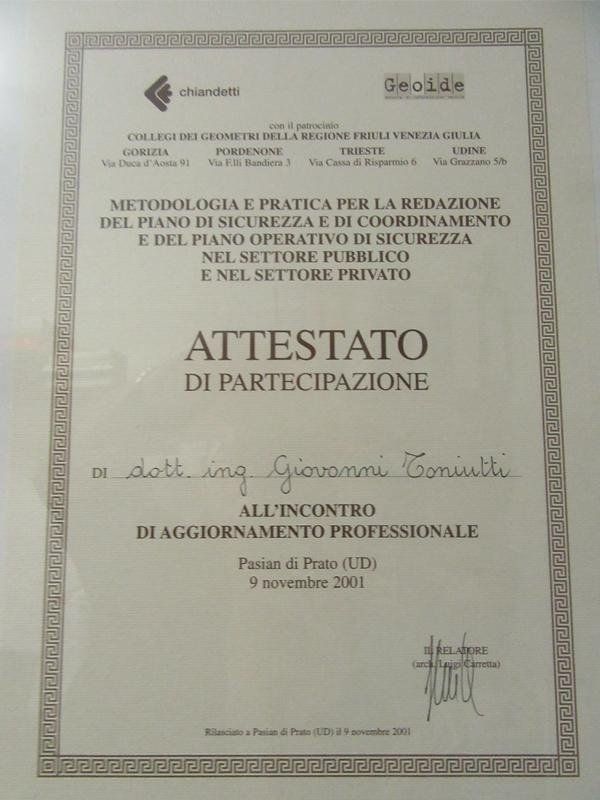 chiandetti
Geoide
con il patrocinio
COLLEGI DEI GEOMETRI DELLA REGIONE FRIULI VENEZIA GIULIA
GORIZIA PORDENONE TRIESTE UDINE
Via Duca d'Aosta 91 Via F.lli Bandiera 3 Via Cassa di Risparmio 6 Via Grazzano 5/b
METODOLOGIA E PRATICA PER LA REDAZIONE
DEL PIANO DI SICUREZZA E DI COORDINAMENTO
E DEL PIANO OPERATIVO DI SICUREZZA
NEL SETTORE PUBBLICO
E NEL SETTORE PRIVATO
ATTESTATO
DI PARTECIPAZIONE
DI dott. ing. Giovanni Toniutti
ALL'INCONTRO
DI AGGIORNAMENTO PROFESSIONALE
Pasian di Prato (UD)
9 novembre 2001
IL RELATORE
(arch. Luigi Carretta)
Rilasciato a Pasian di Prato (UD) il 9 novembre 2001